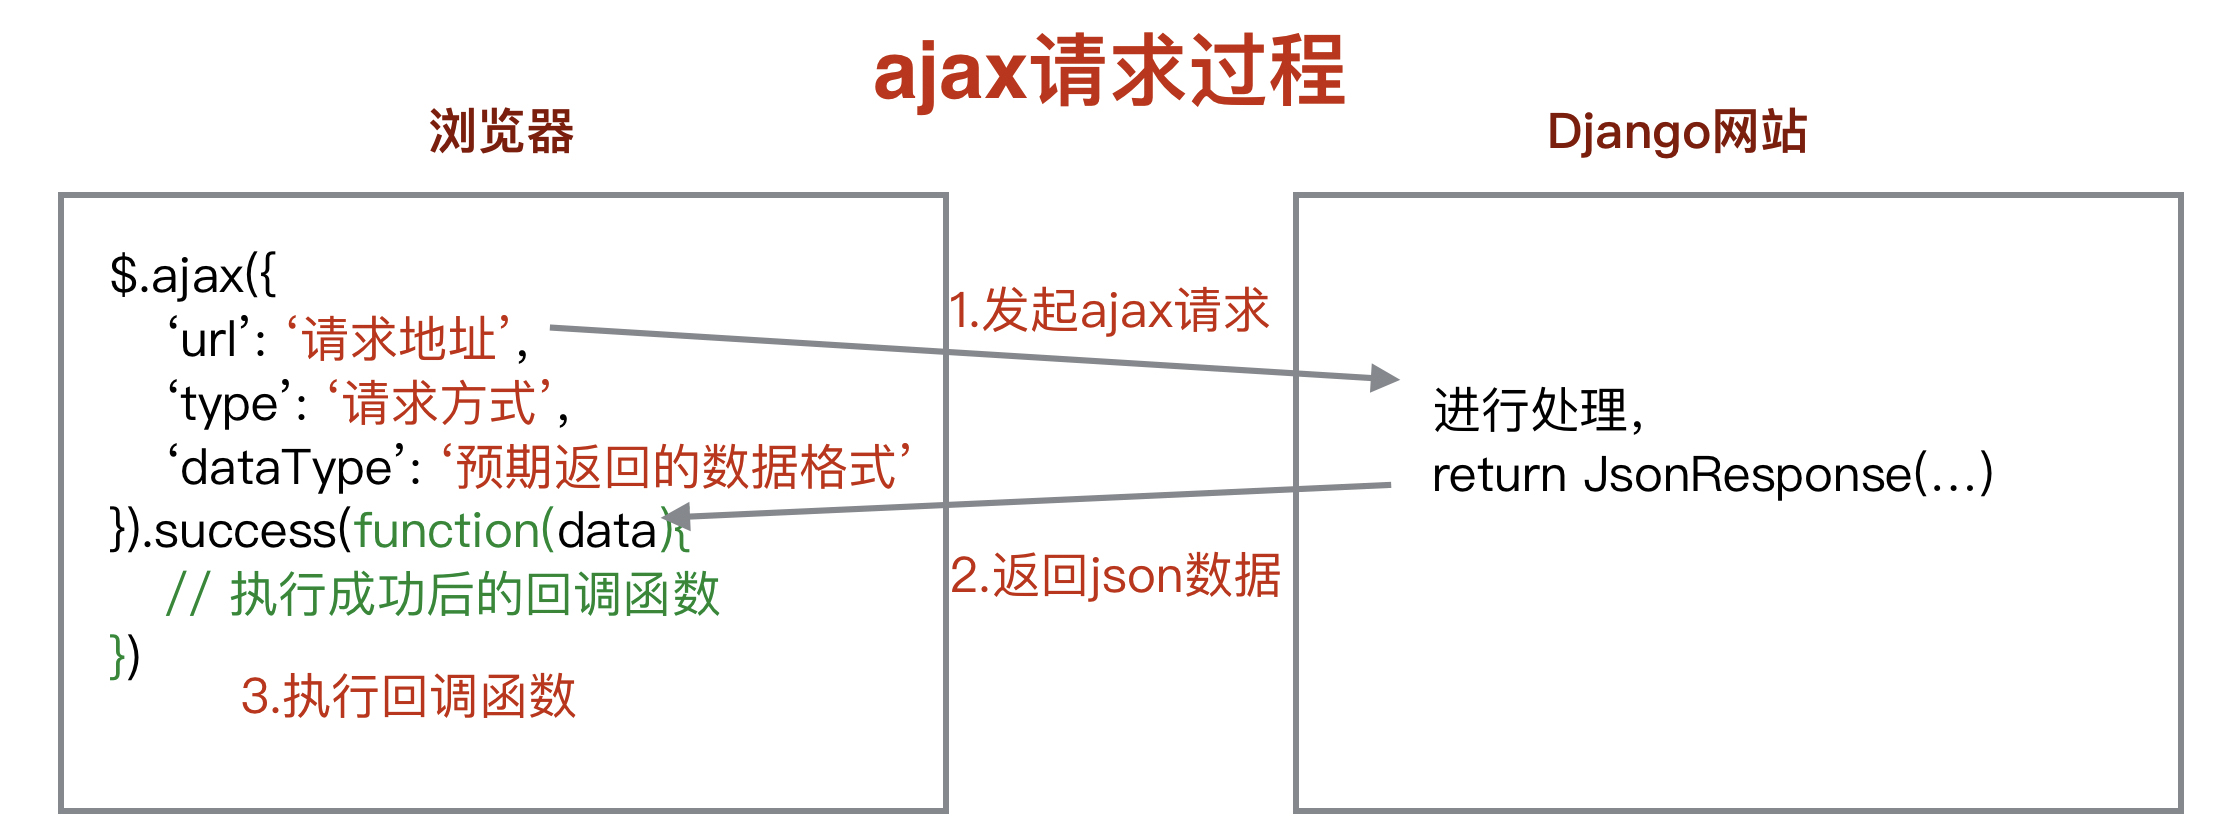 ajax请求过程
浏览器
Django网站
$.ajax({
‘url’: ‘请求地址’,
‘type’: ‘请求方式’,
‘dataType’: ‘预期返回的数据格式’
}).success(function(data){
// 执行成功后的回调函数
})
3.执行回调函数
1.发起ajax请求
2.返回json数据
进行处理,
return JsonResponse(...)